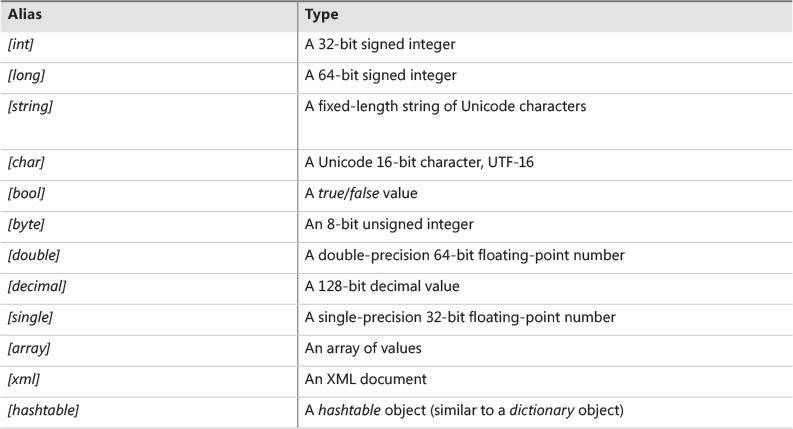 Alias Type
[int] A 32-bit signed integer
[long] A 64-bit signed integer
[string] A fixed-length string of Unicode characters
[char] A Unicode 16-bit character, UTF-16
[bool] A true/false value
[byte] An 8-bit unsigned integer
[double] A double-precision 64-bit floating-point number
[decimal] A 128-bit decimal value
[single] A single-precision 32-bit floating-point number
[array] An array of values
[xml] An XML document
[hashtable] A hashtable object (similar to a dictionary object)